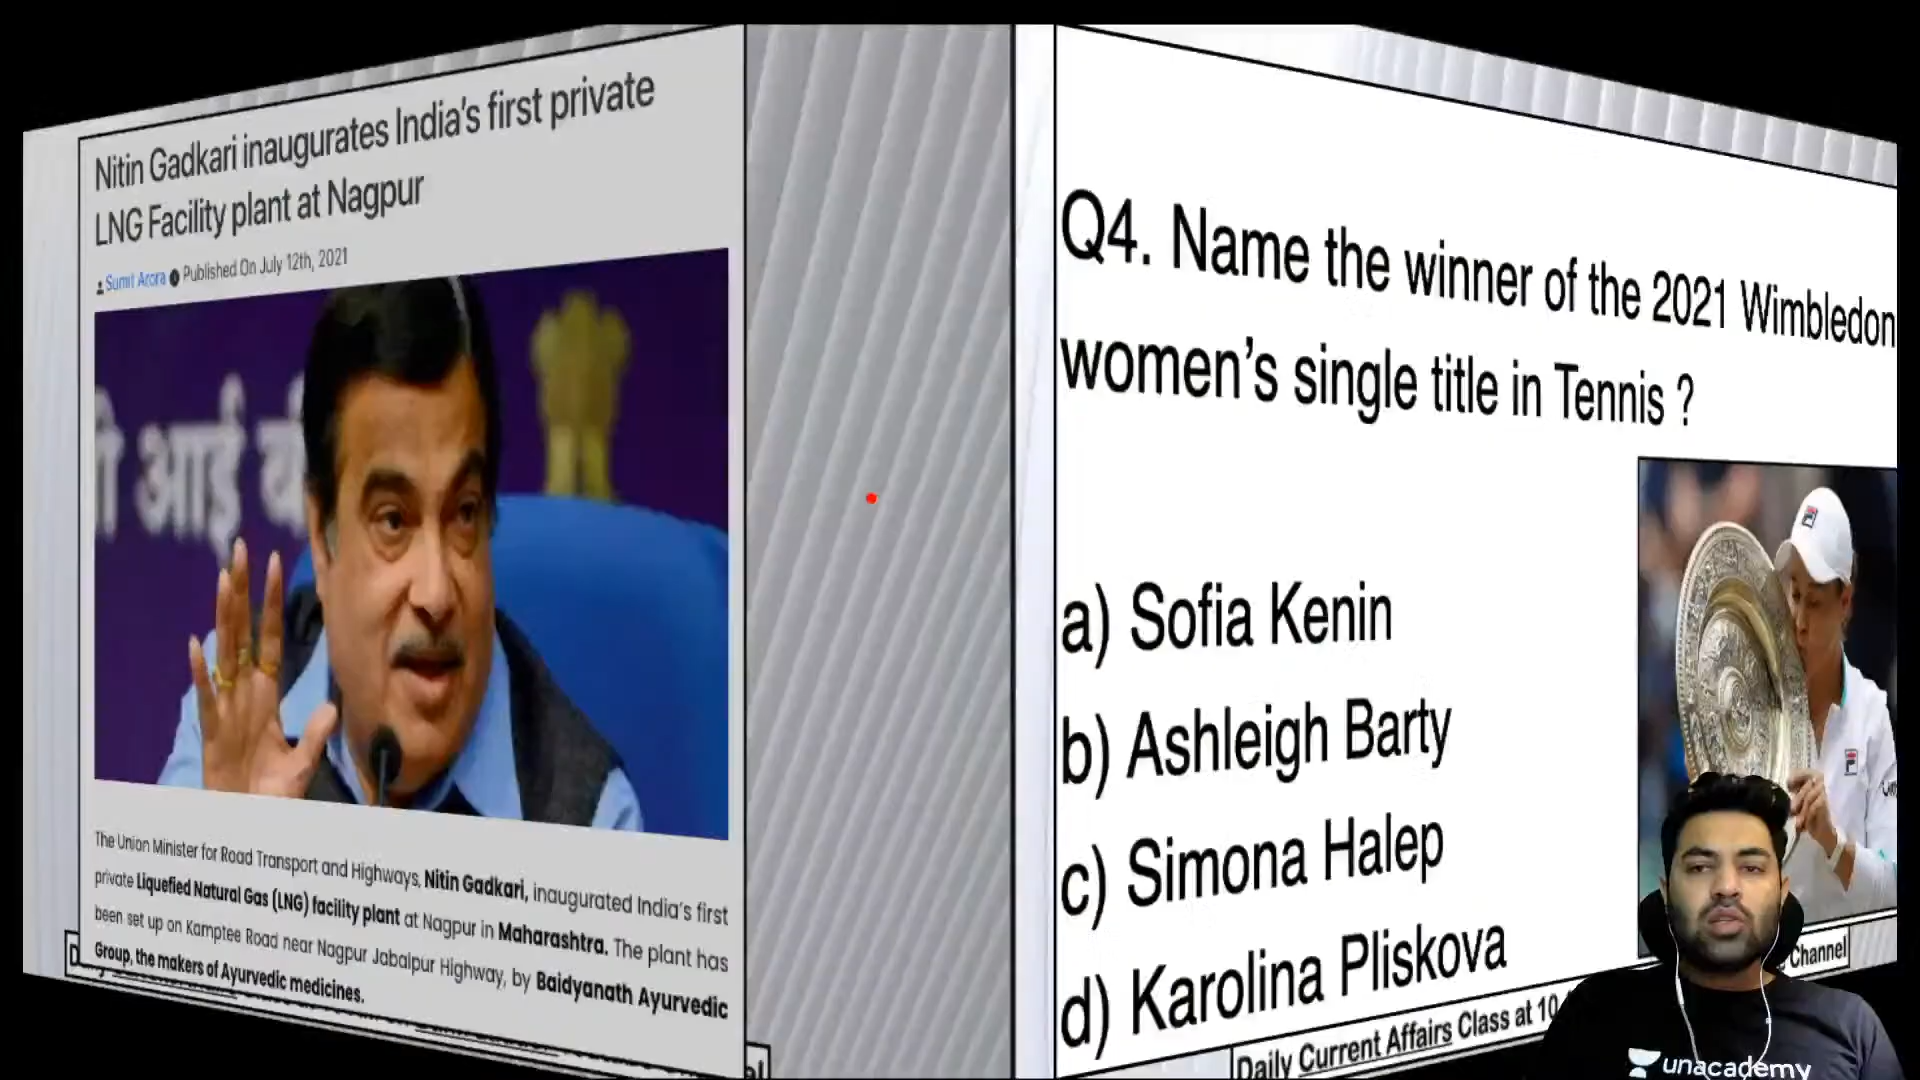 Nitin Gadkari inaugurates India's first private
LNG Facility plant at Nagpur
Sumit Arora Published On July 12th, 2021
ी आई बी
The Union Minister for Road Transport and Highways, Nitin Gadkari, inaugurated India's first
private Liquefied Natural Gas (LNG) facility plant at Nagpur in Maharashtra. The plant has
been set up on Kamptee Road near Nagpur Jabalpur Highway, by Baidyanath Ayurvedic
Group, the makers of Ayurvedic medicines.
Q4. Name the winner of the 2021 Wimbledon
women's single title in Tennis ?
a) Sofia Kenin
b) Ashleigh Barty
c) Simona Halep
d) Karolina Pliskova
Daily Current Affairs Class at 10
Channel
unacademy